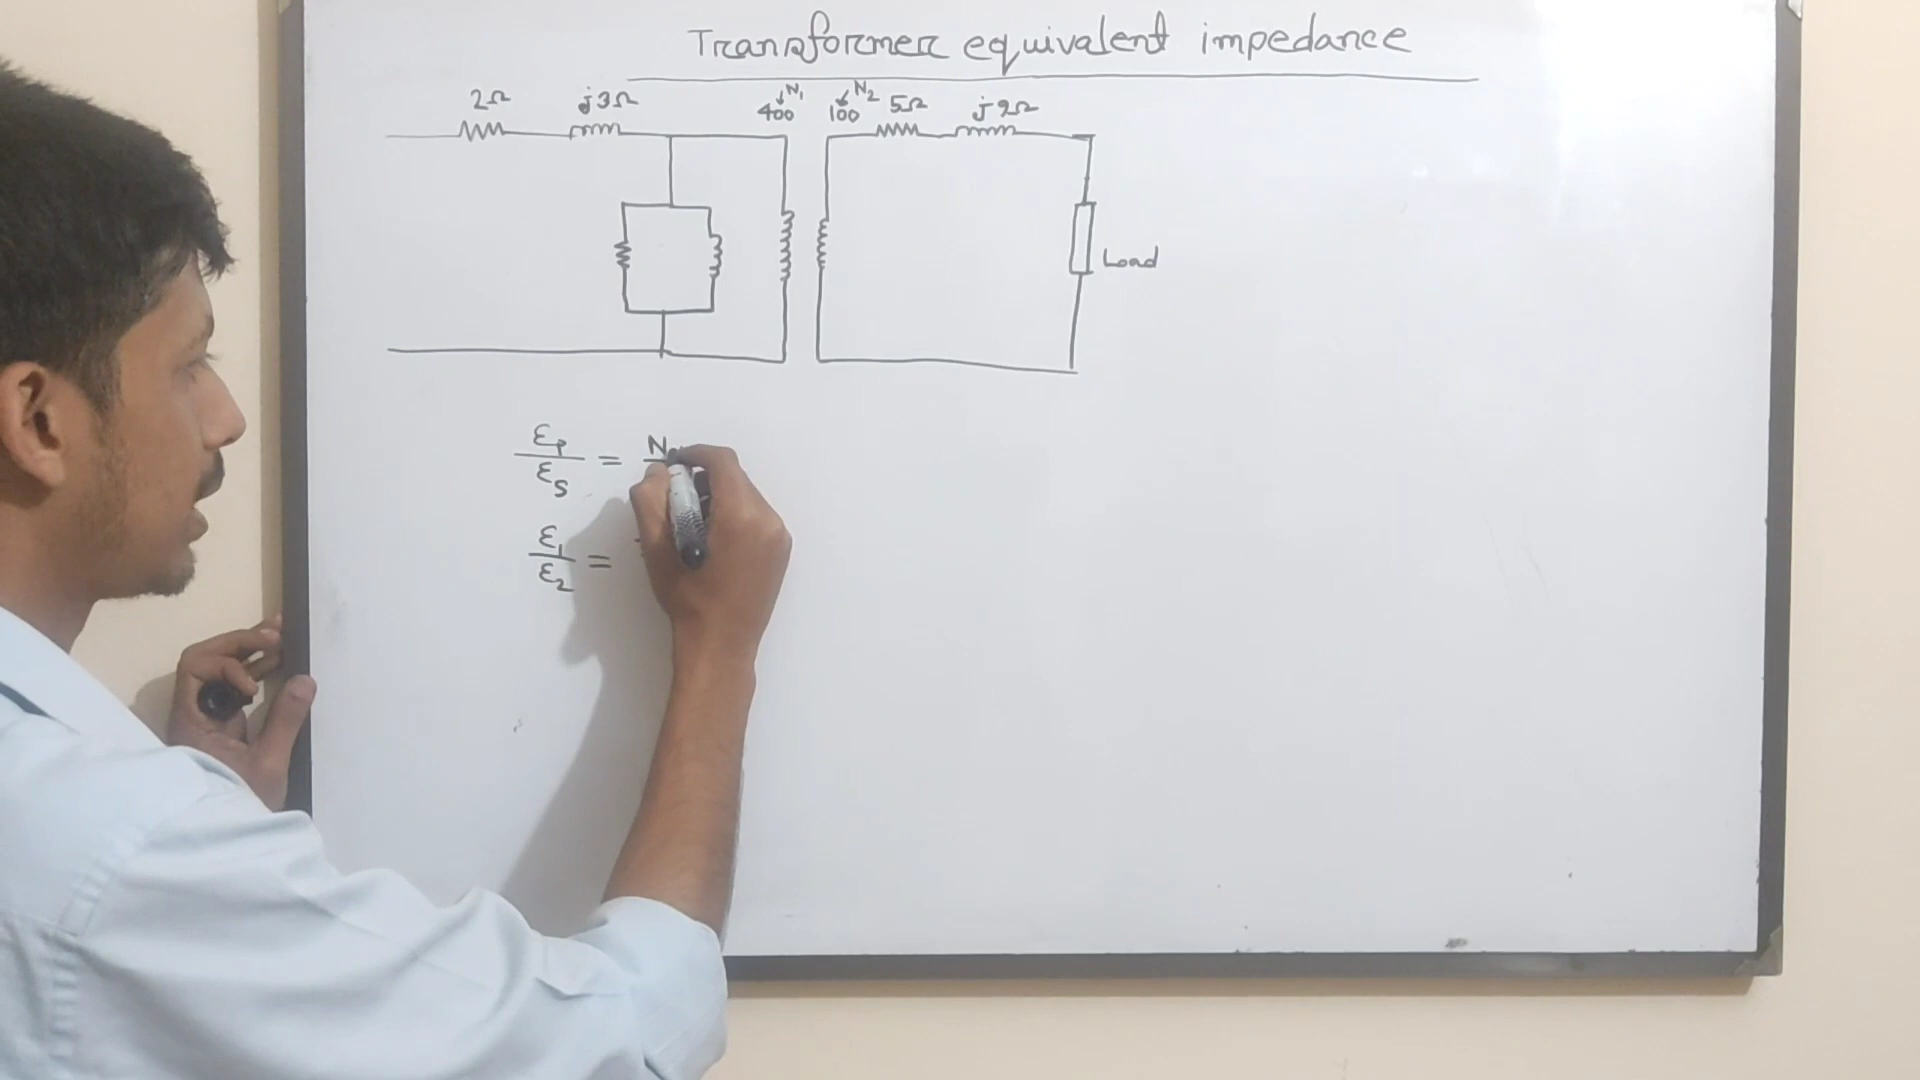 Transformer equivalent impedance
2Ω j3Ω 400 N1 100 N2 5Ω j9Ω
Load
εP/εS = N
ε1/ε2 =